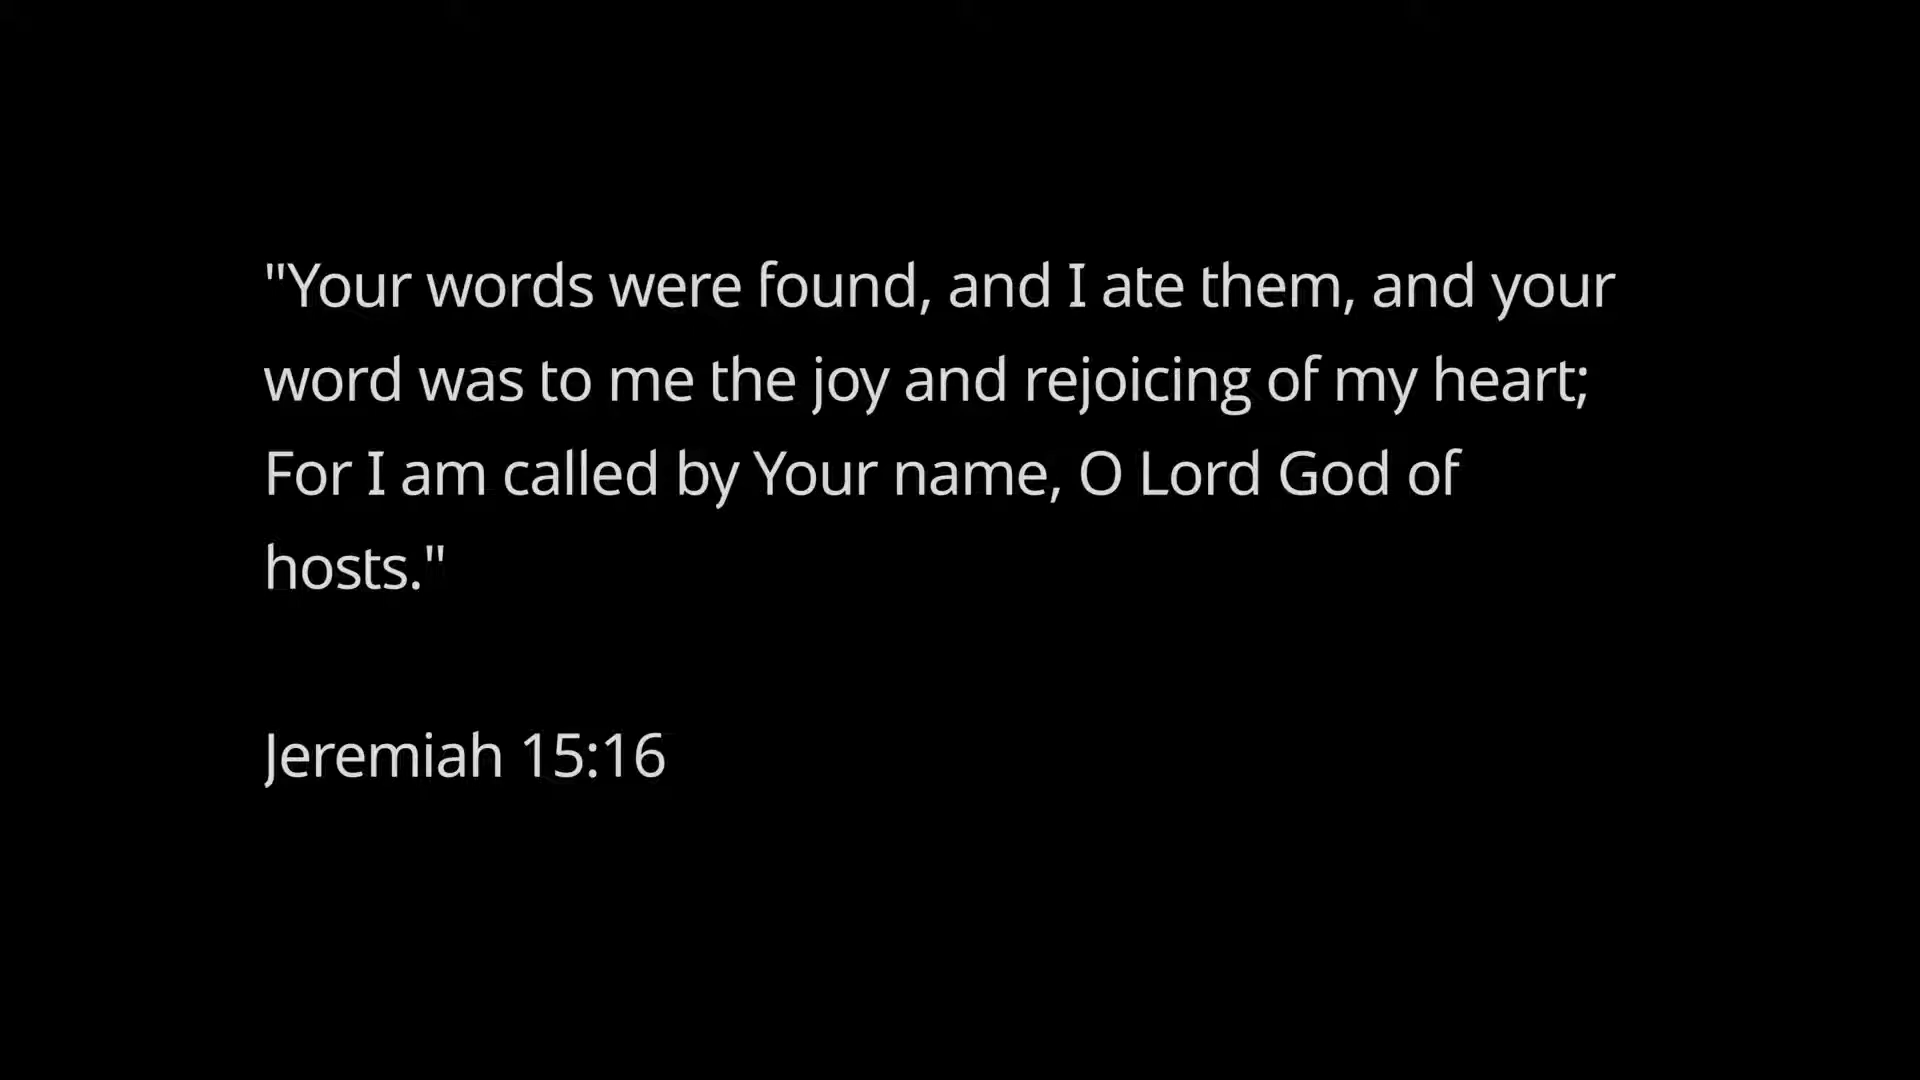 "Your words were found, and I ate them, and your
word was to me the joy and rejoicing of my heart;
For I am called by Your name, O Lord God of
hosts."
Jeremiah 15:16